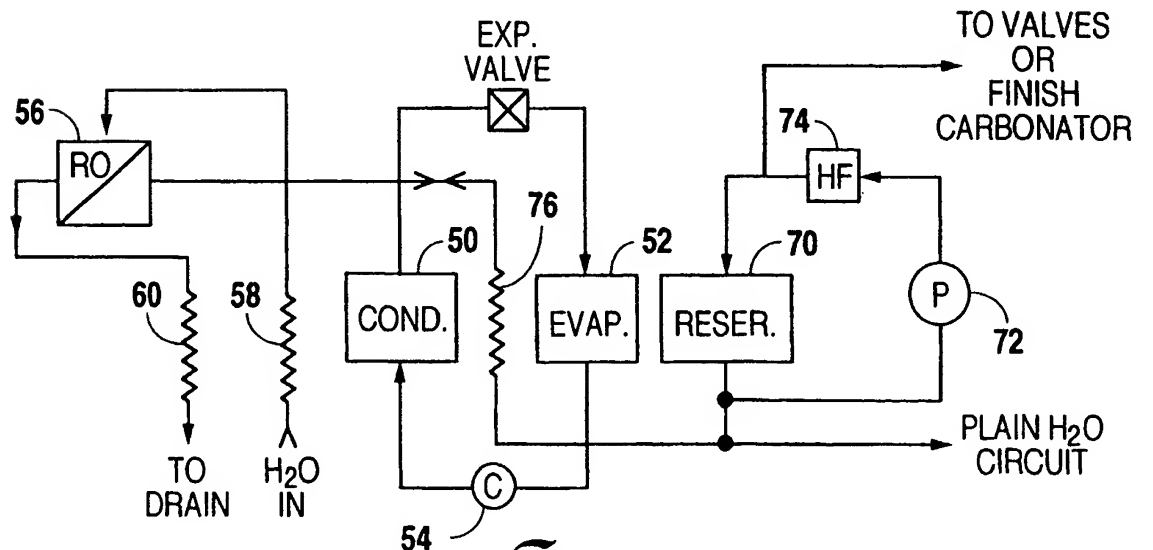 EXP.
VALVE
TO VALVES
OR
FINISH
CARBONATOR
56
RO
74
HF
76
50
52
70
COND.
EVAP.
RESER.
P
72
60
58
TO
DRAIN
H2O
IN
C
54
PLAIN H2O
CIRCUIT